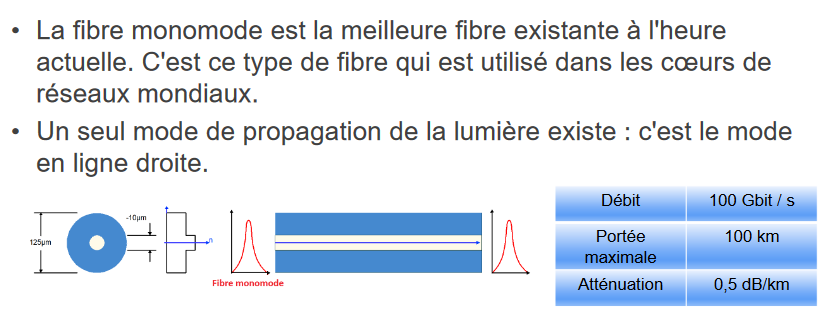 • La fibre monomode est la meilleure fibre existante à l'heure
actuelle. C'est ce type de fibre qui est utilisé dans les cœurs de
réseaux mondiaux.
• Un seul mode de propagation de la lumière existe : c'est le mode
en ligne droite.
125µm
-10µm
n
Fibre monomode
Débit 100 Gbit / s
Portée maximale 100 km
Atténuation 0,5 dB/km